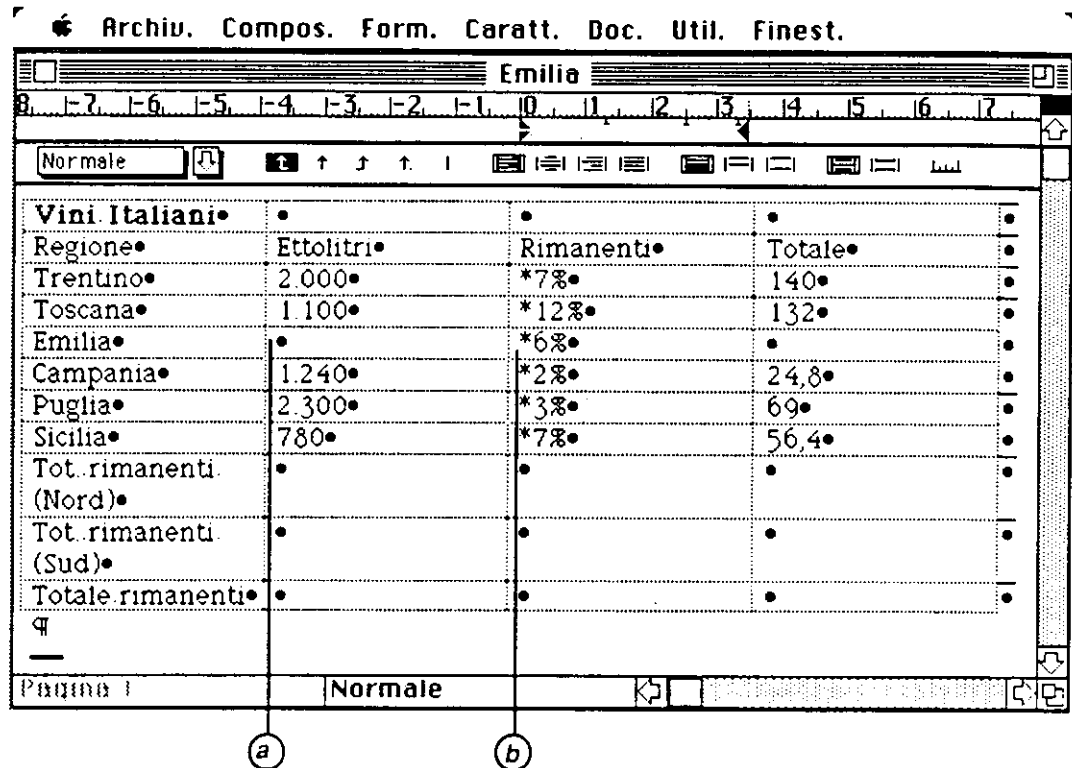 Archiv. Compos. Form. Caratt. Doc. Util. Finest.
Emilia
8 -7 -6 -5 -4 -3 -2 -1 0 1 2 3 4 5 6 7
Normale
Vini Italiani
Regione Ettolitri Rimanenti Totale
Trentino 2.000 *7% 140
Toscana 1.100 *12% 132
Emilia *6%
Campania 1.240 *2% 24,8
Puglia 2.300 *3% 69
Sicilia 780 *7% 56,4
Tot. rimanenti
(Nord)
Tot. rimanenti
(Sud)
Totale rimanenti
¶
Pagina 1 Normale
a b